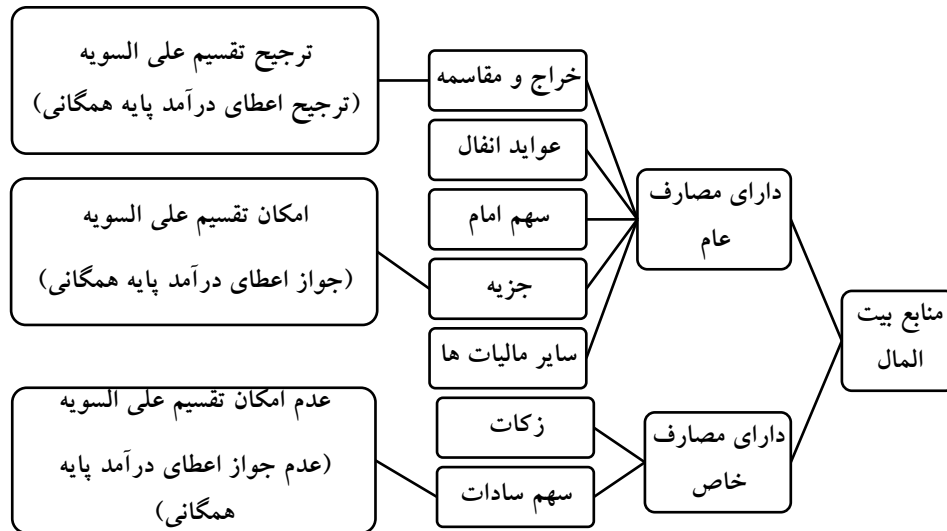 منابع بیت
المال
دارای مصارف
عام
خراج و مقاسمه
ترجیح تقسیم علی السویه
(ترجیح اعطای درآمد پایه همگانی)
عواید انفال
سهم امام
جزیه
امکان تقسیم علی السویه
(جواز اعطای درآمد پایه همگانی)
سایر مالیات ها
دارای مصارف
خاص
زکات
سهم سادات
عدم امکان تقسیم علی السویه
(عدم جواز اعطای درآمد پایه
همگانی)